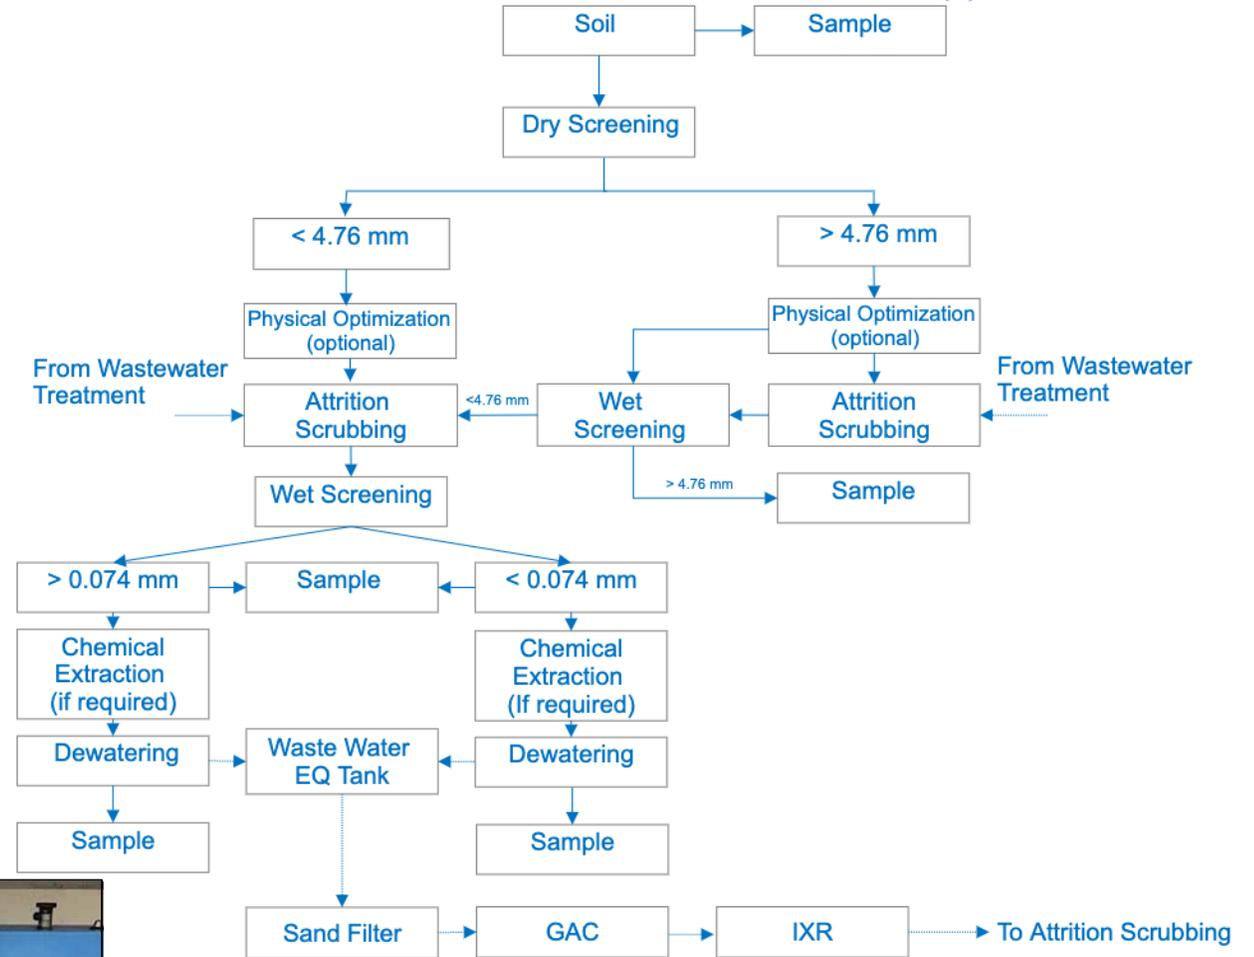 Soil
Sample
Dry Screening
< 4.76 mm
> 4.76 mm
Physical Optimization
(optional)
Physical Optimization
(optional)
From Wastewater
Treatment
Attrition
Scrubbing
<4.76 mm
Wet
Screening
Attrition
Scrubbing
From Wastewater
Treatment
Wet Screening
> 4.76 mm
Sample
> 0.074 mm
Sample
< 0.074 mm
Chemical
Extraction
(if required)
Chemical
Extraction
(If required)
Dewatering
Waste Water
EQ Tank
Dewatering
Sample
Sample
Sand Filter
GAC
IXR
To Attrition Scrubbing